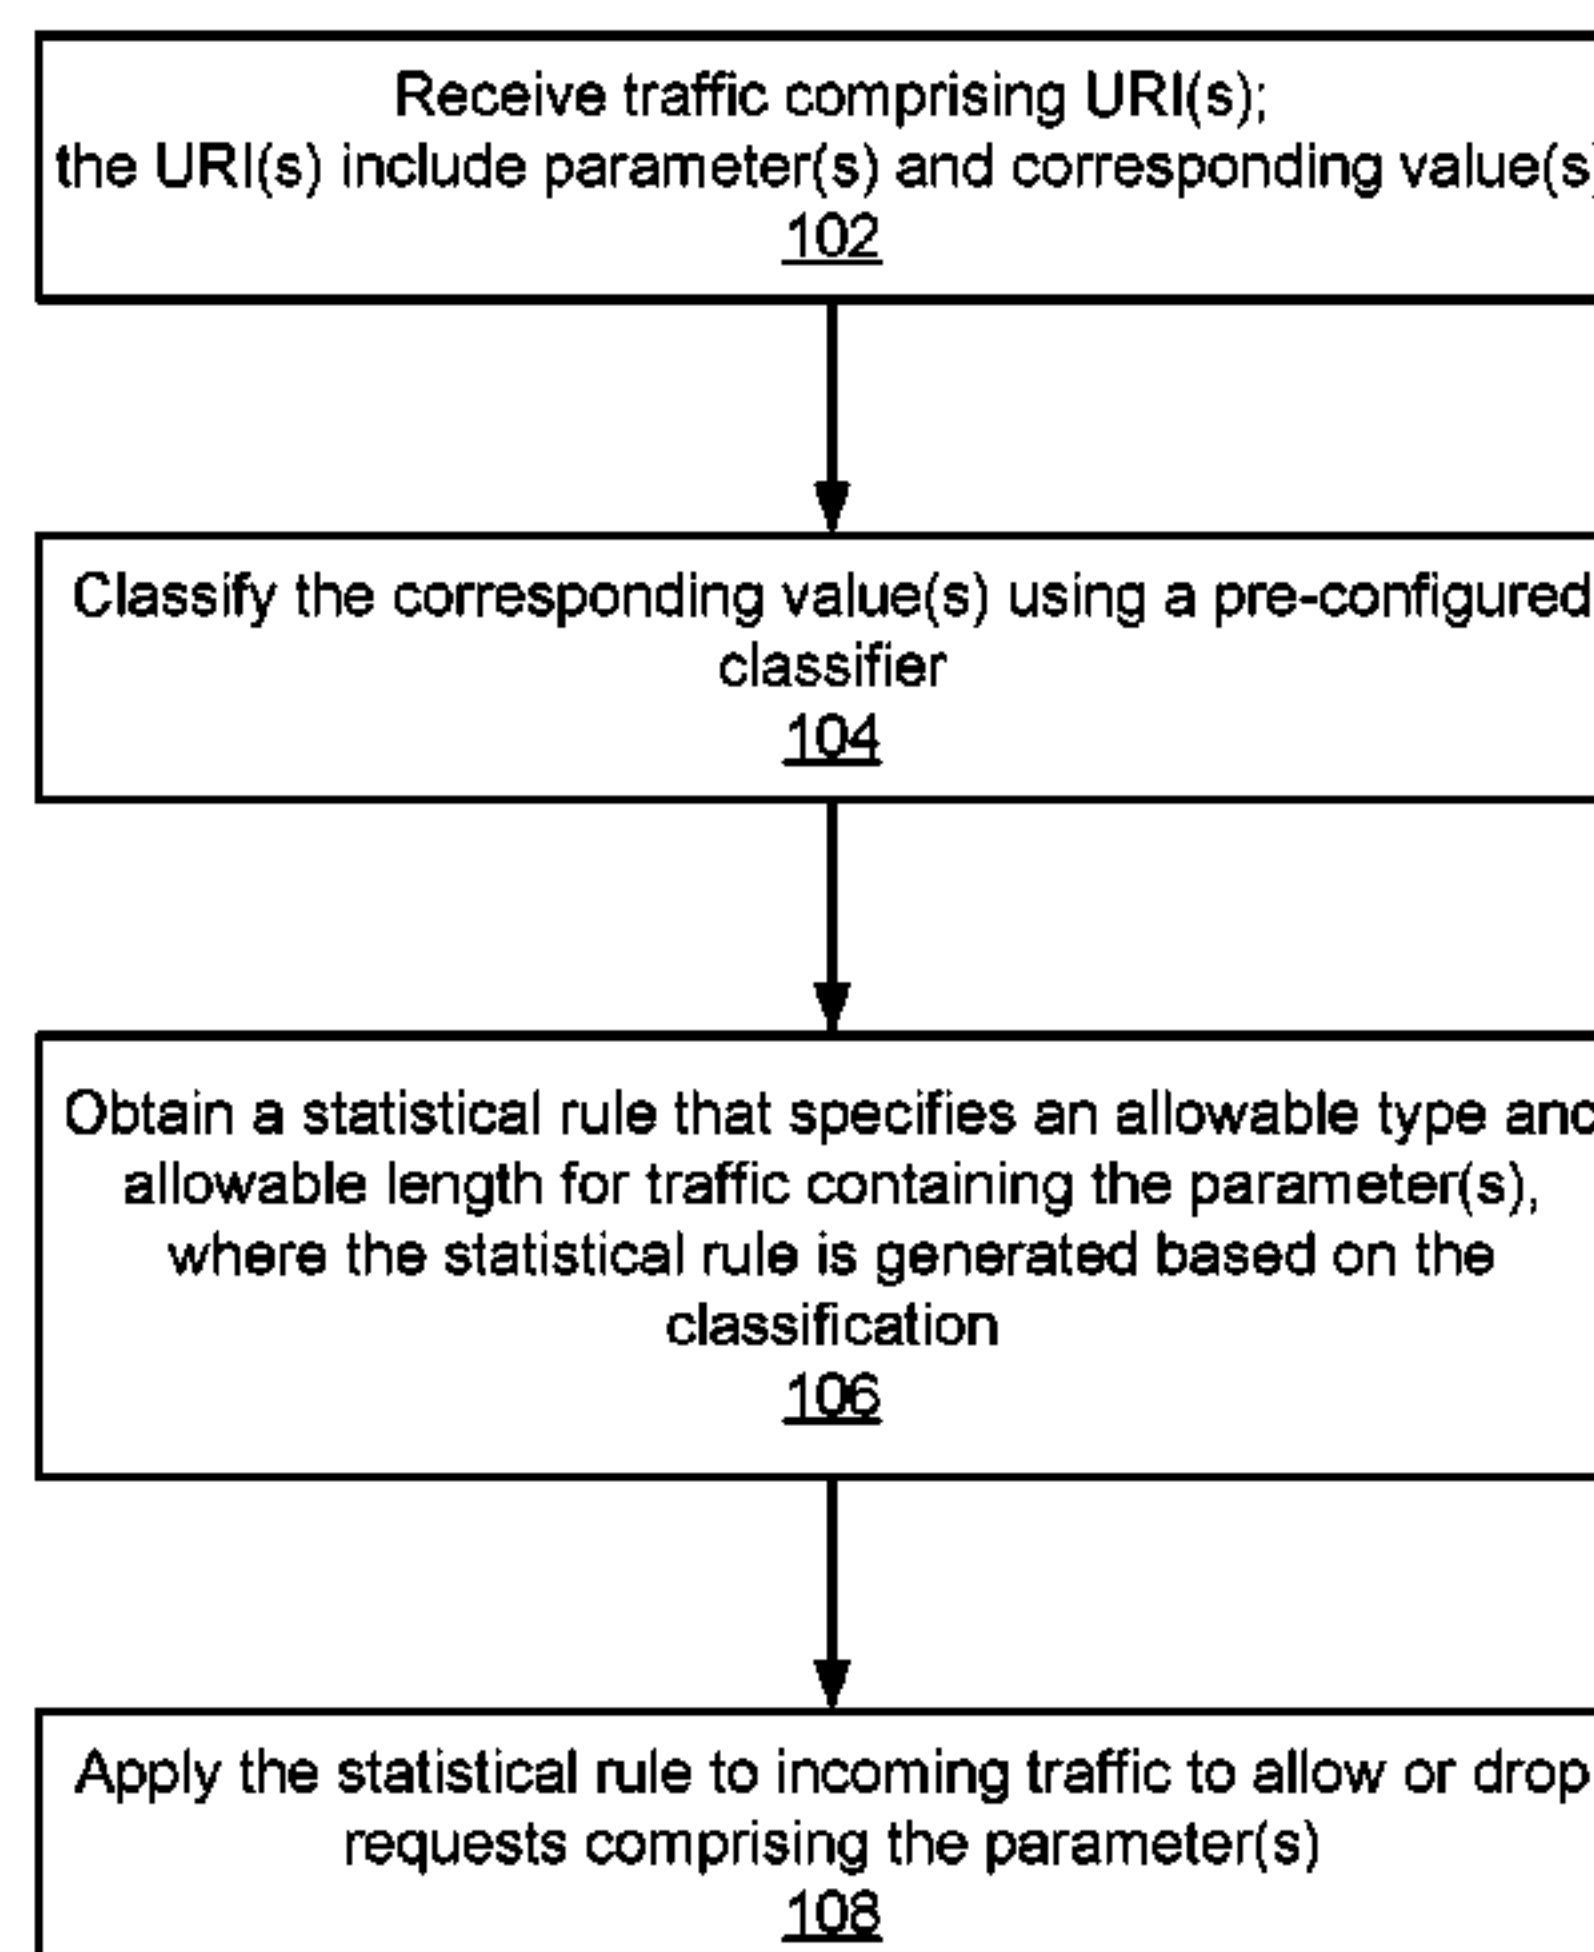 Receive traffic comprising URI(s);
the URI(s) include parameter(s) and corresponding value(s)
102
Classify the corresponding value(s) using a pre-configured
classifier
104
Obtain a statistical rule that specifies an allowable type and
allowable length for traffic containing the parameter(s),
where the statistical rule is generated based on the
classification
106
Apply the statistical rule to incoming traffic to allow or drop
requests comprising the parameter(s)
108